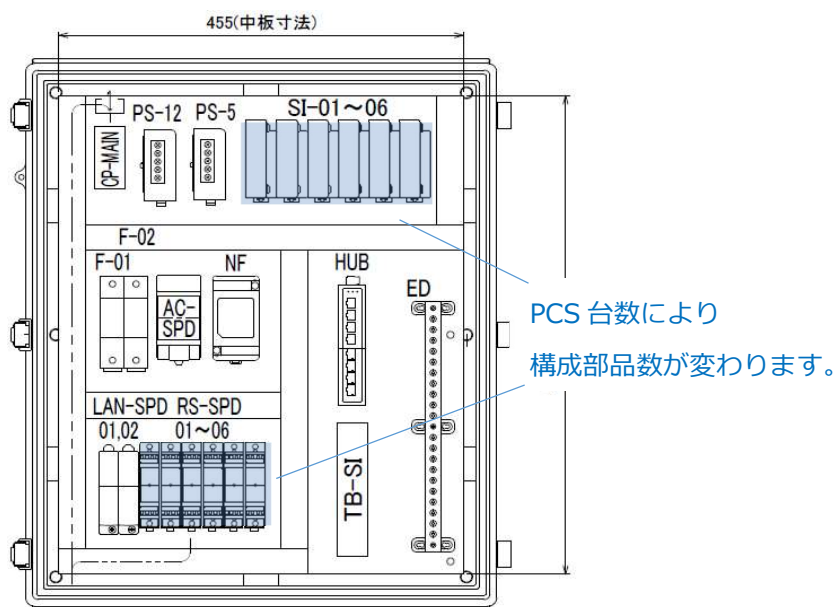 455(中板寸法)
PS-12 PS-5 SI-01～06
CP-MAIN
F-02
F-01 NF HUB
AC-
SPD
ED
PCS 台数により
構成部品数が変わります。
LAN-SPD RS-SPD
01,02 01～06
TB-SI